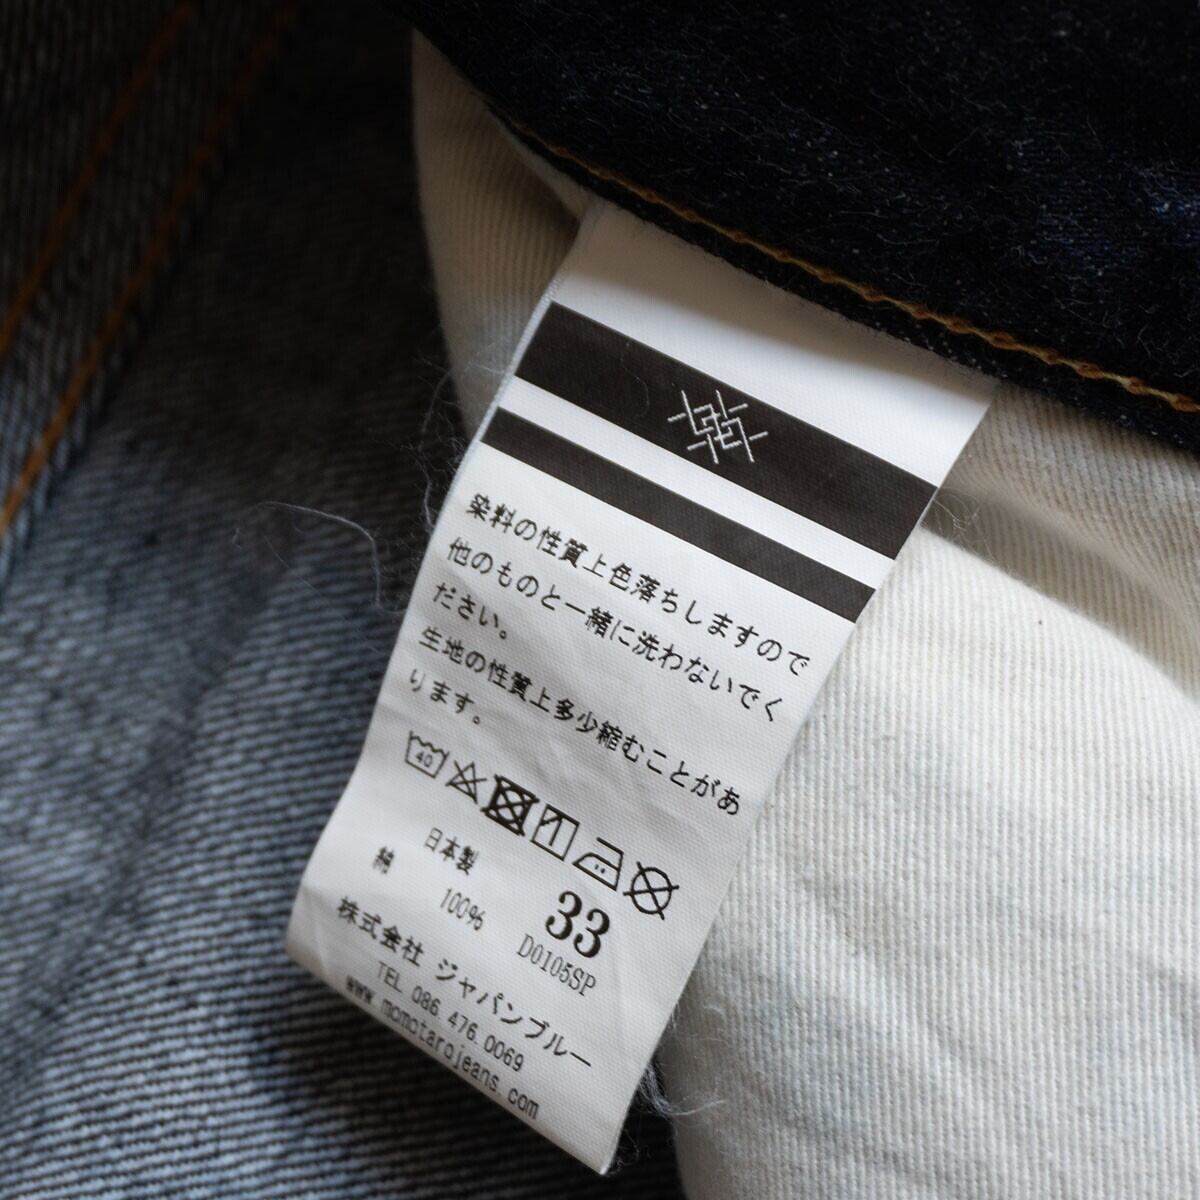 染料の性質上色落ちしますので
他のものと一緒に洗わないでく
ださい。
生地の性質上多少縮むことがあ
ります。
40
日本製
綿 100%
33
D0105SP
株式会社 ジャパンブルー
TEL 086.476.0069
www.momotarojeans.com